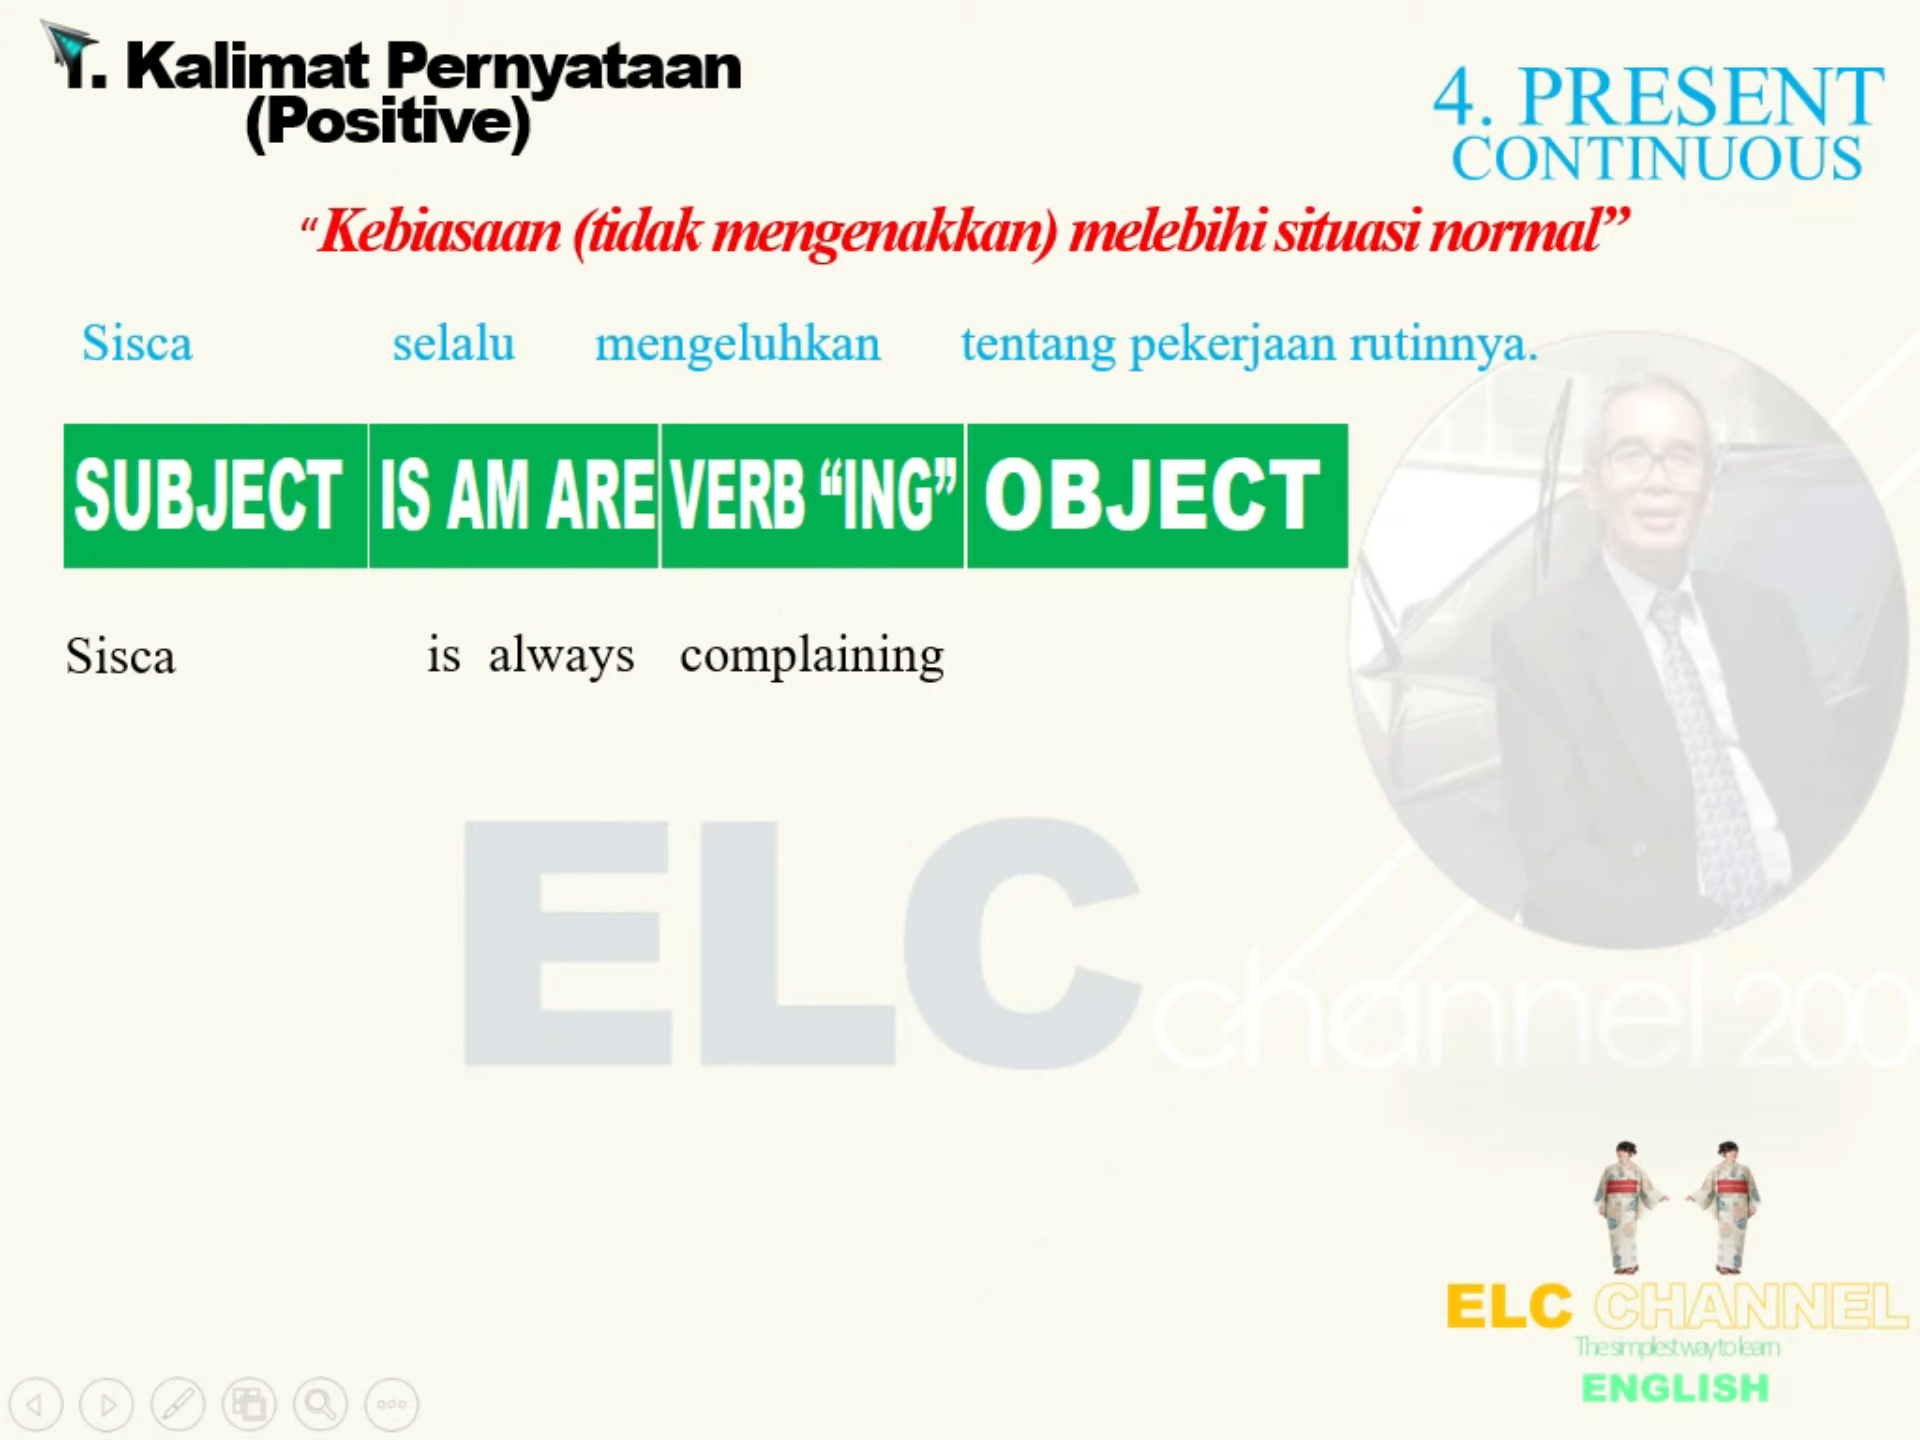 1. Kalimat Pernyataan
(Positive)
4. PRESENT
CONTINUOUS
“Kebiasaan (tidak mengenakkan) melebihi situasi normal”
Sisca selalu mengeluhkan tentang pekerjaan rutinnya.
SUBJECT IS AM ARE VERB “ING” OBJECT
Sisca is always complaining
ELC channel 200
ELC CHANNEL
The simplest way to learn
ENGLISH